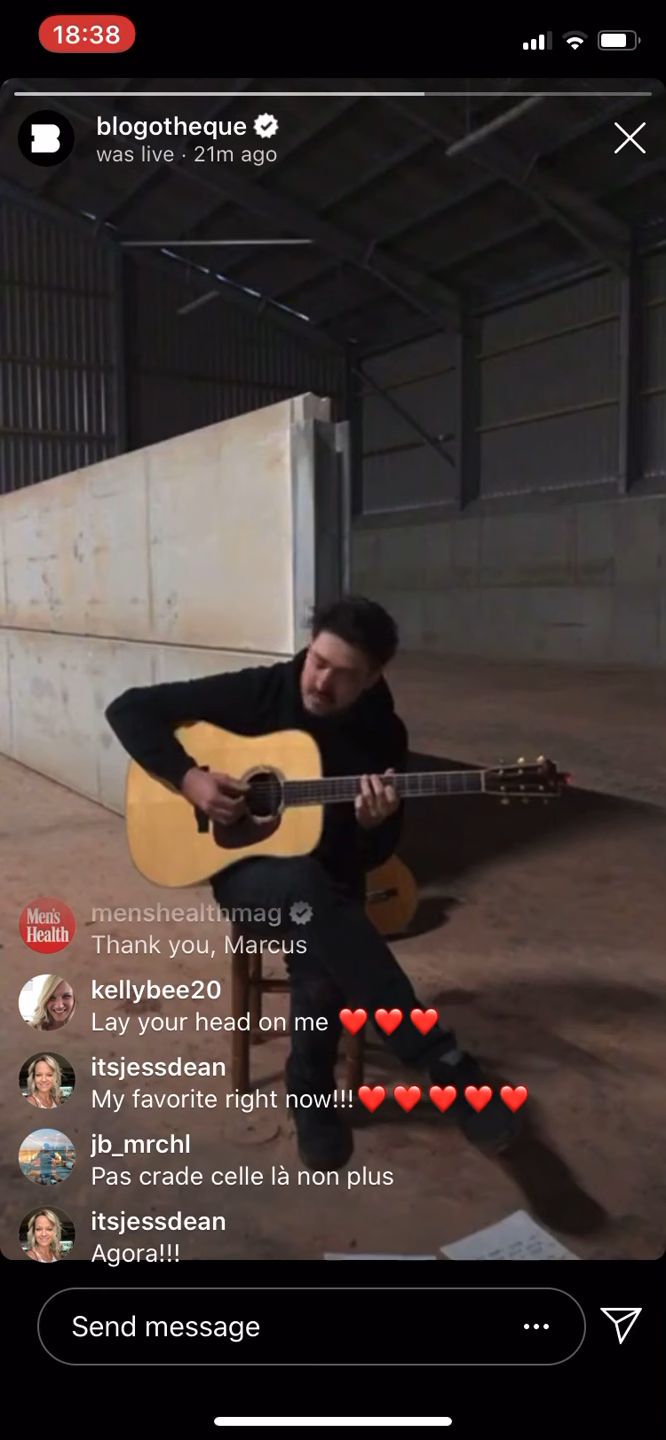 18:38
blogotheque
was live · 21m ago
Men's
Health
menshealthmag
Thank you, Marcus
kellybee20
Lay your head on me ❤️❤️❤️
itsjessdean
My favorite right now!!!❤️❤️❤️❤️❤️
jb_mrchl
Pas crade celle là non plus
itsjessdean
Agora!!!
Send message